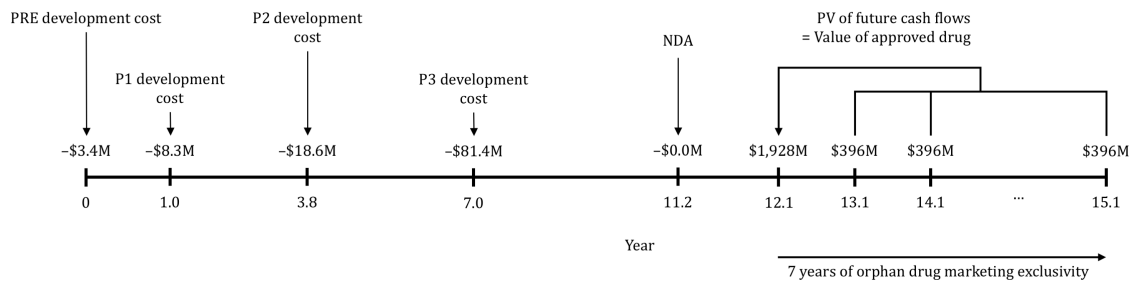 PRE development cost
P2 development
cost
PV of future cash flows
= Value of approved drug
NDA
P1 development
cost
P3 development
cost
–$3.4M –$8.3M –$18.6M –$81.4M –$0.0M $1,928M $396M $396M $396M
0 1.0 3.8 7.0 11.2 12.1 13.1 14.1 ... 15.1
Year
7 years of orphan drug marketing exclusivity